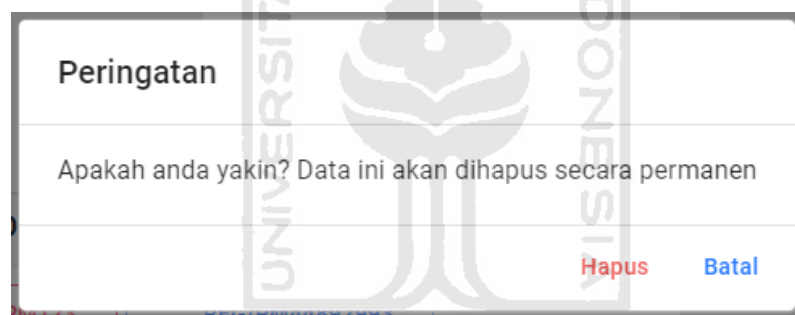 Peringatan
Apakah anda yakin? Data ini akan dihapus secara permanen
Hapus Batal